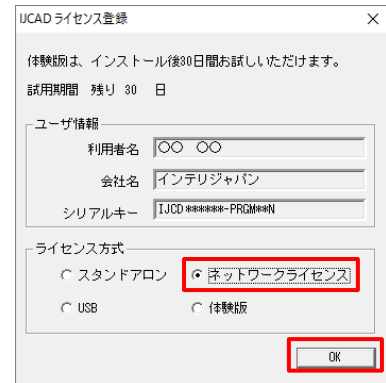 IJCAD ライセンス登録
体験版は、インストール後30日間お試しいただけます。
試用期間 残り 30 日
ユーザ情報
利用者名 〇〇 〇〇
会社名 インテリジャパン
シリアルキー IJCD******-PRGM**N
ライセンス方式
スタンドアロン ネットワークライセンス
USB 体験版
OK